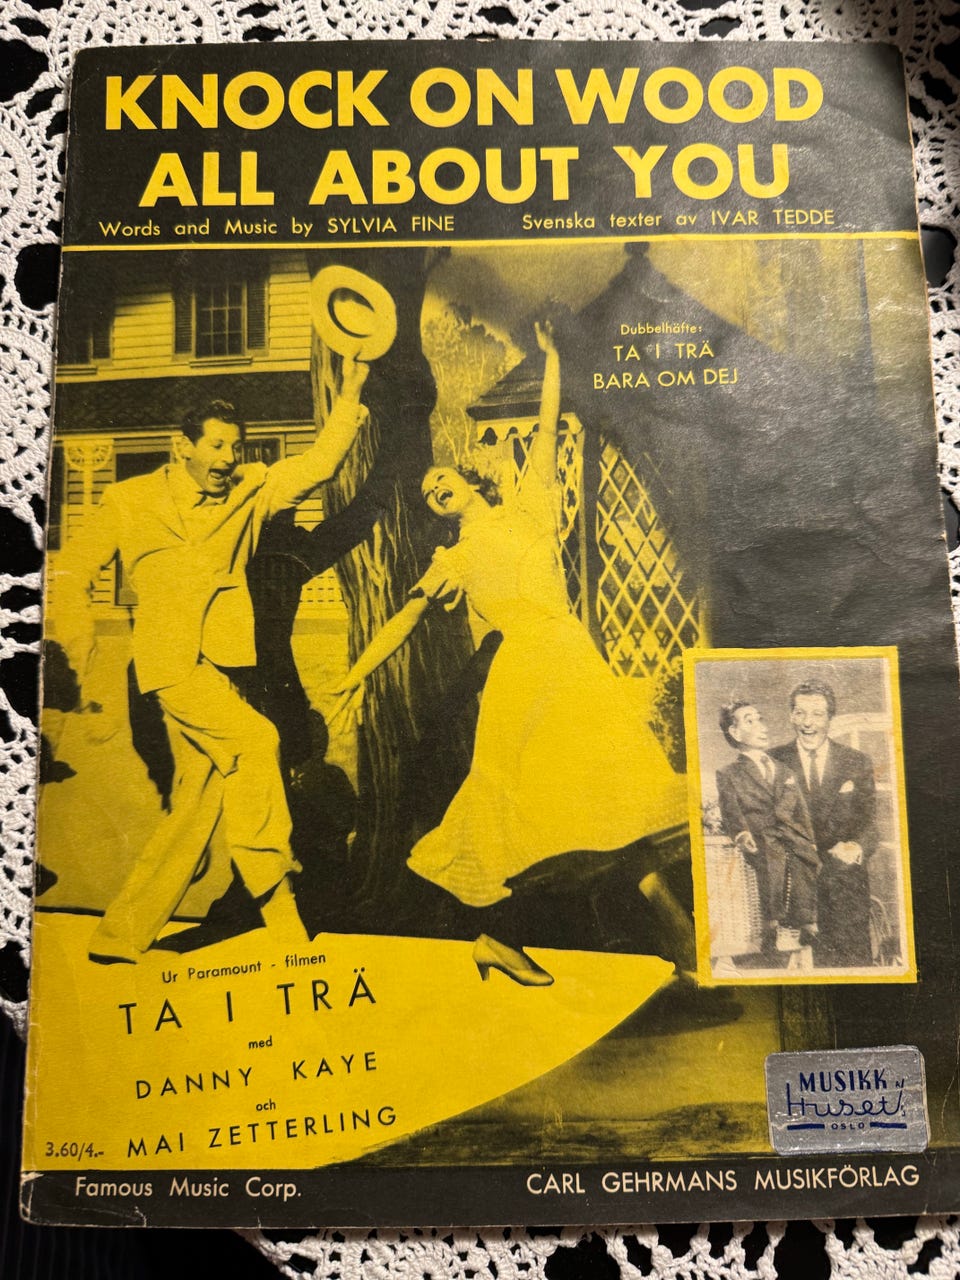 KNOCK ON WOOD
ALL ABOUT YOU
Words and Music by SYLVIA FINE Svenska texter av IVAR TEDDE
Dubbelhäfte:
TA I TRÄ
BARA OM DEJ
Ur Paramount - filmen
TA I TRÄ
med
DANNY KAYE
och
MAI ZETTERLING
3.60/4.-
MUSIKK
Huset
OSLO
Famous Music Corp. CARL GEHRMANS MUSIKFÖRLAG